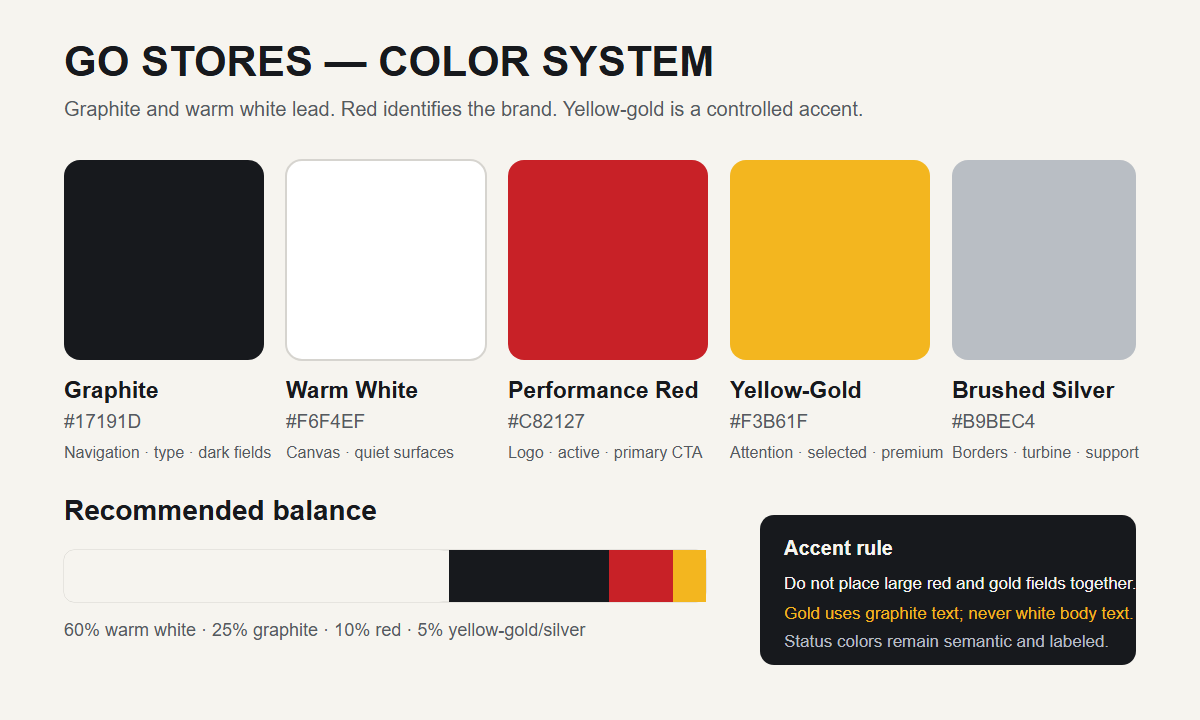 GO STORES — COLOR SYSTEM
Graphite and warm white lead. Red identifies the brand. Yellow-gold is a controlled accent.
Graphite
#17191D
Navigation · type · dark fields
Warm White
#F6F4EF
Canvas · quiet surfaces
Performance Red
#C82127
Logo · active · primary CTA
Yellow-Gold
#F3B61F
Attention · selected · premium
Brushed Silver
#B9BEC4
Borders · turbine · support
Recommended balance
60% warm white · 25% graphite · 10% red · 5% yellow-gold/silver
Accent rule
Do not place large red and gold fields together.
Gold uses graphite text; never white body text.
Status colors remain semantic and labeled.